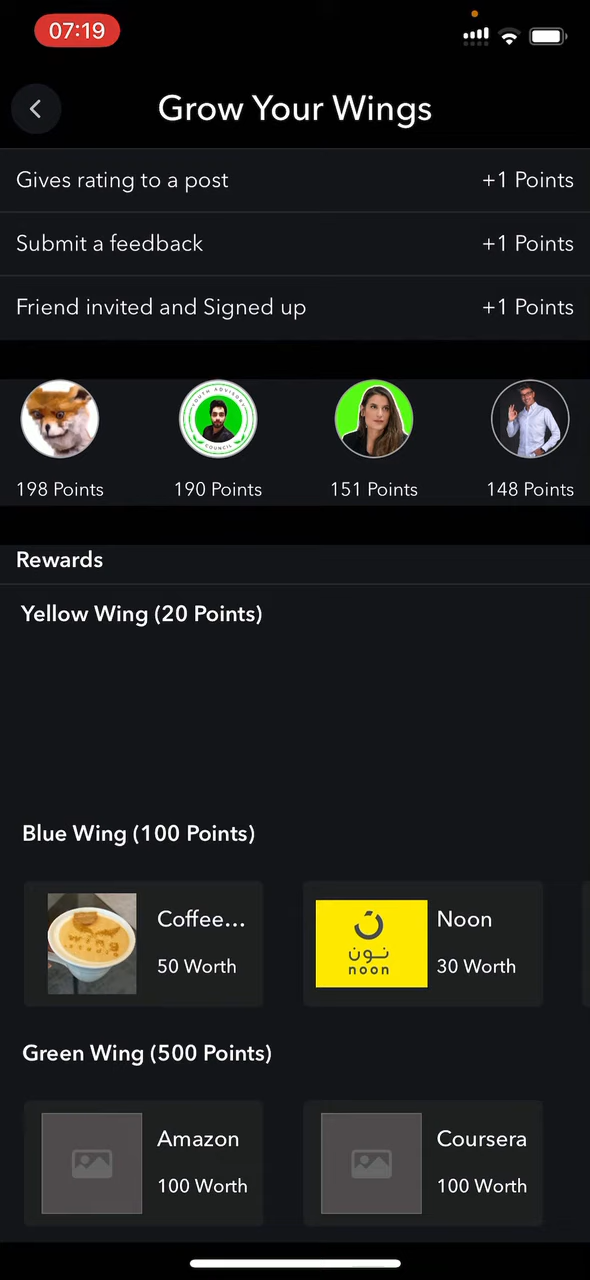 07:19
Grow Your Wings
Gives rating to a post +1 Points
Submit a feedback +1 Points
Friend invited and Signed up +1 Points
YOUTH ADVISORY
COUNCIL
198 Points 190 Points 151 Points 148 Points
Rewards
Yellow Wing (20 Points)
Blue Wing (100 Points)
Coffee...
50 Worth
نون
noon
Noon
30 Worth
Green Wing (500 Points)
Amazon
100 Worth
Coursera
100 Worth